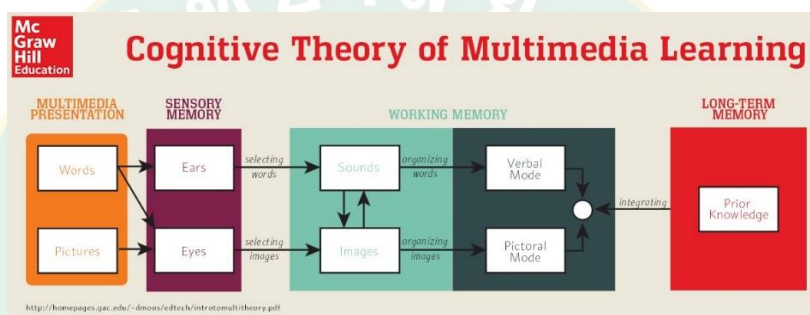 Mc
Graw
Hill
Education
Cognitive Theory of Multimedia Learning
MULTIMEDIA
PRESENTATION
SENSORY
MEMORY
WORKING MEMORY
LONG-TERM
MEMORY
Words
Ears
selecting
words
Sounds
organizing
words
Verbal
Mode
integrating
Prior
Knowledge
Pictures
Eyes
selecting
images
Images
organizing
images
Pictoral
Mode
http://homepages.gac.edu/~dmoos/edtech/introtomultitheory.pdf